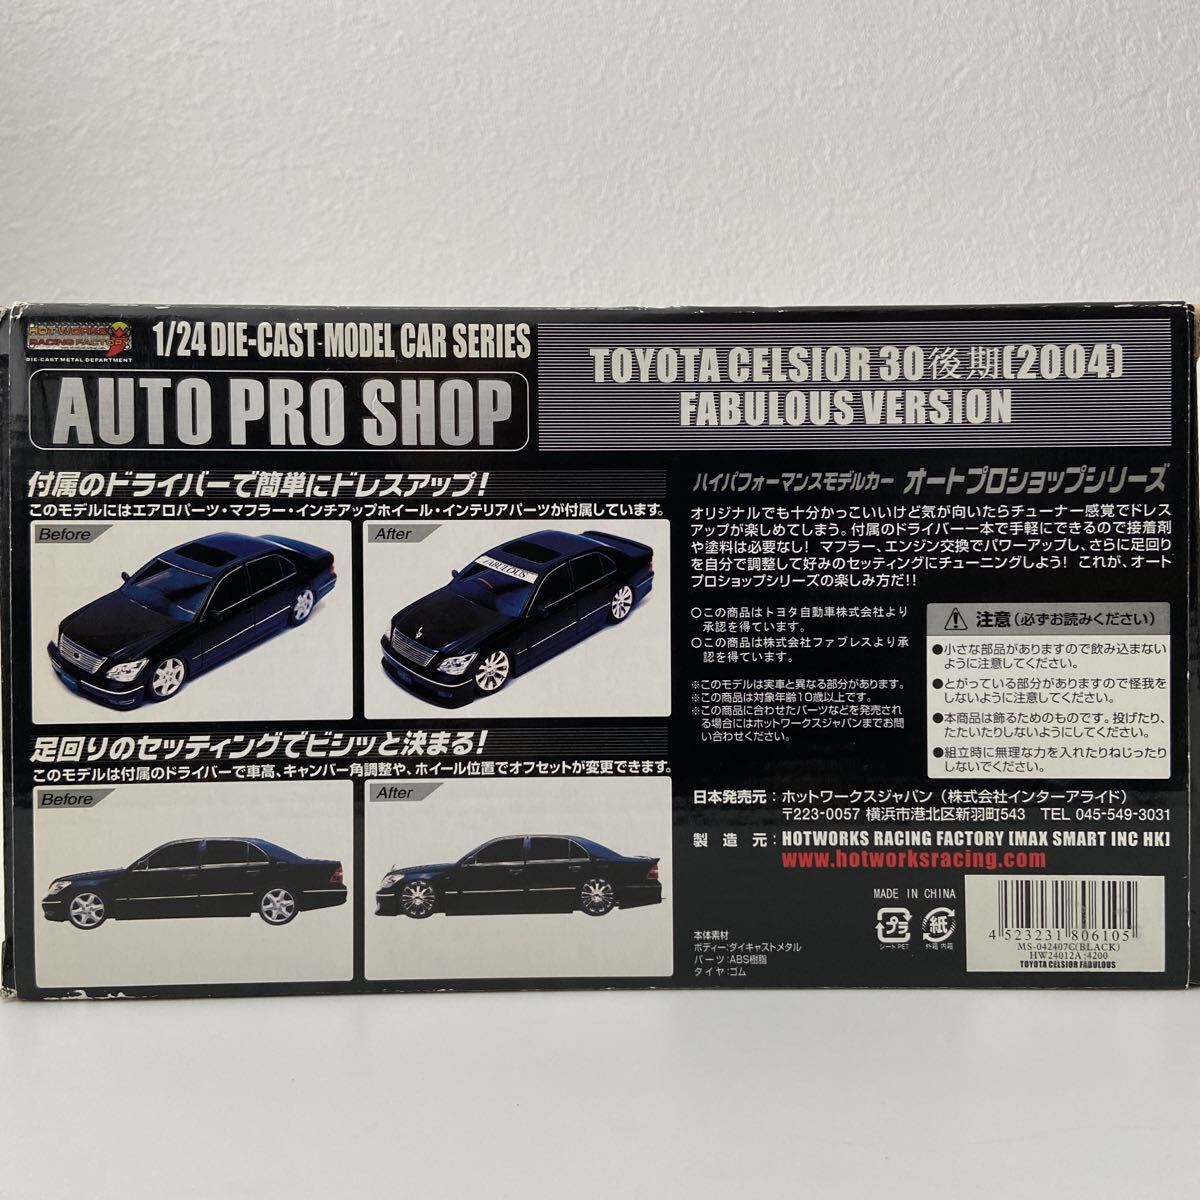 HOT WORKS
RACING FACTORY
DIE-CAST METAL DEPARTMENT
1/24 DIE-CAST MODEL CAR SERIES
AUTO PRO SHOP
TOYOTA CELSIOR 30後期(2004)
FABULOUS VERSION
付属のドライバーで簡単にドレスアップ!
このモデルにはエアロパーツ・マフラー・インチアップホイール・インテリアパーツが付属しています。
Before
After
FABULOUS
足回りのセッティングでビシッと決まる!
このモデルは付属のドライバーで車高、キャンバー角調整や、ホイール位置でオフセットが変更できます。
Before
After
ハイパフォーマンスモデルカー オートプロショップシリーズ
オリジナルでも十分かっこいいけど気が向いたらチューナー感覚でドレス
アップが楽しめてしまう。付属のドライバー一本で手軽にできるので接着剤
や塗料は必要なし! マフラー、エンジン交換でパワーアップし、さらに足回り
を自分で調整して好みのセッティングにチューニングしよう! これが、オート
プロショップシリーズの楽しみ方だ!!
○この商品はトヨタ自動車株式会社より
承認を得ています。
○この商品は株式会社ファブレスより承
認を得ています。
※このモデルは実車と異なる部分があります。
※この商品は対象年齢10歳以上です。
※この商品に合わせたパーツなどを発売され
る場合にはホットワークスジャパンまでお問
い合わせください。
注意(必ずお読みください)
●小さな部品がありますので飲み込まない
ように注意してください。
●とがっている部分がありますので怪我を
しないように注意してください。
●本商品は飾るためのものです。投げたり、
たたいたりしないようにしてください。
●組立時に無理な力を入れたりねじったり
しないでください。
日本発売元:ホットワークスジャパン(株式会社インターアライド)
〒223-0057 横浜市港北区新羽町543 TEL 045-549-3031
製造元:HOTWORKS RACING FACTORY [MAX SMART INC HK]
www.hotworksracing.com
MADE IN CHINA
プラ
シート PET
紙
外箱 内箱
本体素材
ボディー:ダイキャストメタル
パーツ:ABS樹脂
タイヤ:ゴム
4 523231 806105
MS-042407C(BLACK)
HW24012A :4200
TOYOTA CELSIOR FABULOUS